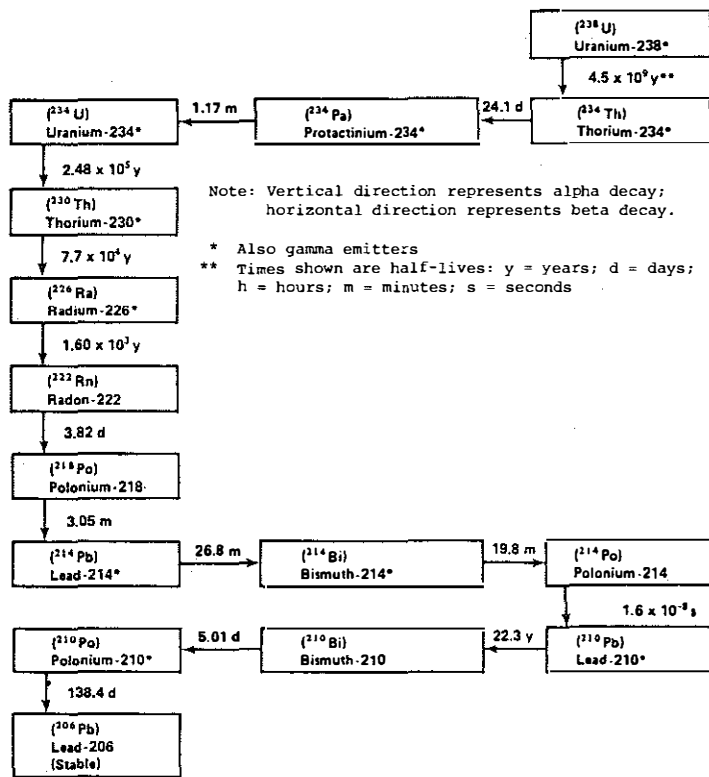 (²³⁸U)
Uranium-238*
4.5 x 10⁹ y**
(²³⁴U)
Uranium-234*
1.17 m
(²³⁴Pa)
Protactinium-234*
24.1 d
(²³⁴Th)
Thorium-234*
2.48 x 10⁵ y
(²³⁰Th)
Thorium-230*
Note: Vertical direction represents alpha decay;
horizontal direction represents beta decay.
7.7 x 10⁴ y
* Also gamma emitters
** Times shown are half-lives: y = years; d = days;
h = hours; m = minutes; s = seconds
(²²⁶Ra)
Radium-226*
1.60 x 10³ y
(²²²Rn)
Radon-222
3.82 d
(²¹⁸Po)
Polonium-218
3.05 m
(²¹⁴Pb)
Lead-214*
26.8 m
(²¹⁴Bi)
Bismuth-214*
19.8 m
(²¹⁴Po)
Polonium-214
1.6 x 10⁻⁸ s
(²¹⁰Po)
Polonium-210*
5.01 d
(²¹⁰Bi)
Bismuth-210
22.3 y
(²¹⁰Pb)
Lead-210*
138.4 d
(²⁰⁶Pb)
Lead-206
(Stable)